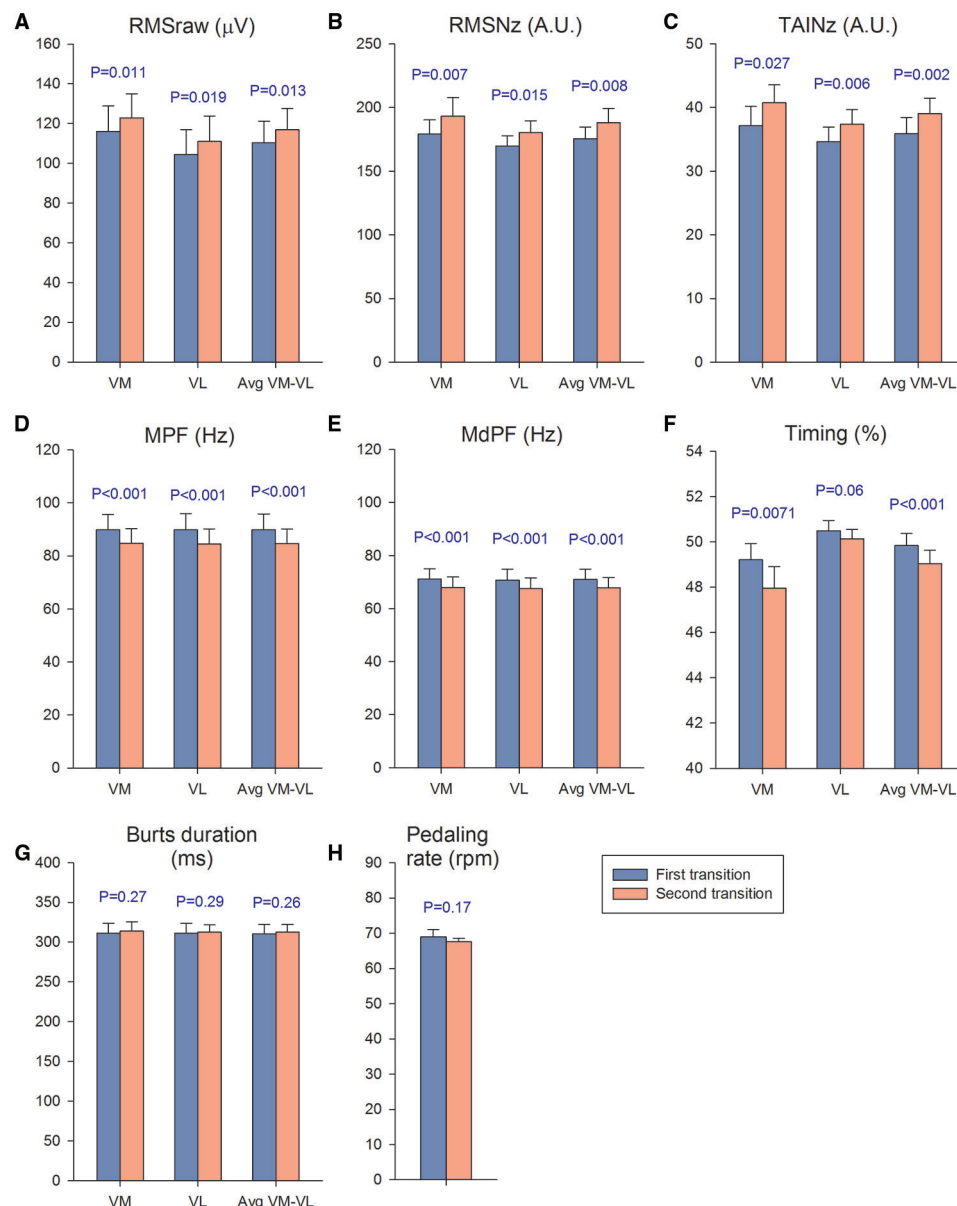 A
RMSraw (μV)
160
140
120
100
80
60
40
20
0
P=0.011
P=0.019
P=0.013
VM
VL
Avg VM-VL
B
RMSNz (A.U.)
250
200
150
100
50
0
P=0.007
P=0.015
P=0.008
VM
VL
Avg VM-VL
C
TAINz (A.U.)
50
40
30
20
10
0
P=0.027
P=0.006
P=0.002
VM
VL
Avg VM-VL
D
MPF (Hz)
120
100
80
60
40
20
0
P<0.001
P<0.001
P<0.001
VM
VL
Avg VM-VL
E
MdPF (Hz)
120
100
80
60
40
20
0
P<0.001
P<0.001
P<0.001
VM
VL
Avg VM-VL
F
Timing (%)
54
52
50
48
46
44
42
40
P=0.0071
P=0.06
P<0.001
VM
VL
Avg VM-VL
G
Burts duration
(ms)
400
350
300
250
200
150
100
50
0
P=0.27
P=0.29
P=0.26
VM
VL
Avg VM-VL
H
Pedaling
rate (rpm)
90
80
70
60
50
40
30
20
10
0
P=0.17
First transition
Second transition